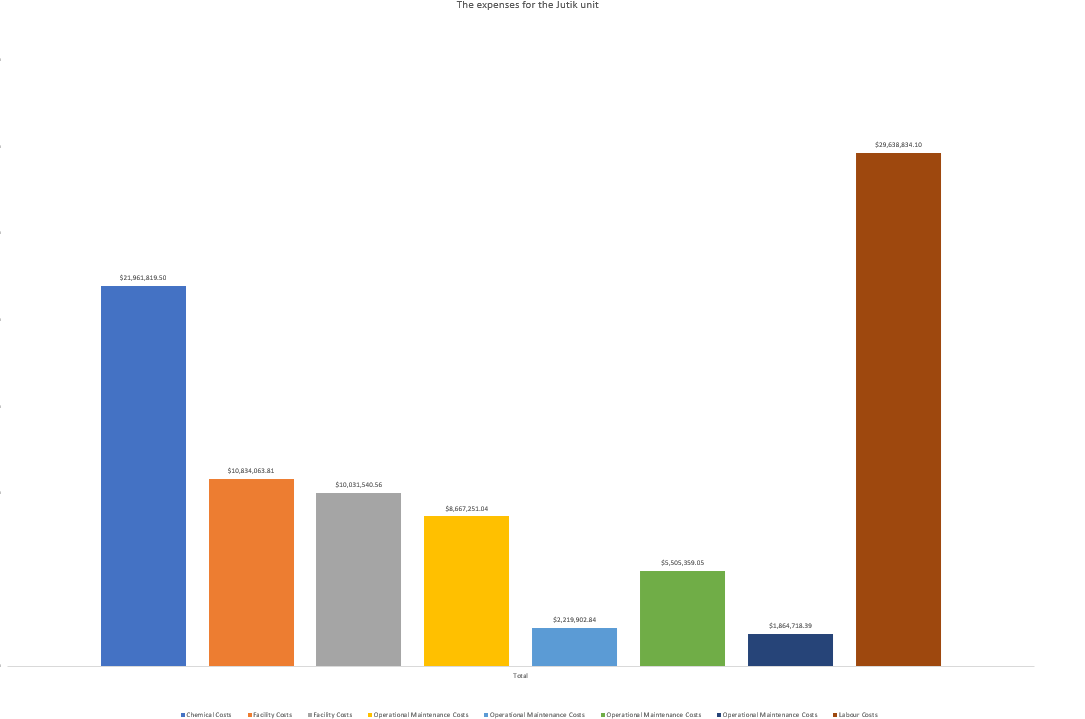 The expenses for the Jutik unit
$29,638,834.10
$21,961,819.50
$10,834,063.81
$10,031,540.56
$8,667,251.04
$5,505,359.05
$2,219,902.84
$1,864,718.39
Total
Chemical Costs Facility Costs Facility Costs Operational Maintenance Costs Operational Maintenance Costs Operational Maintenance Costs Operational Maintenance Costs Labour Costs